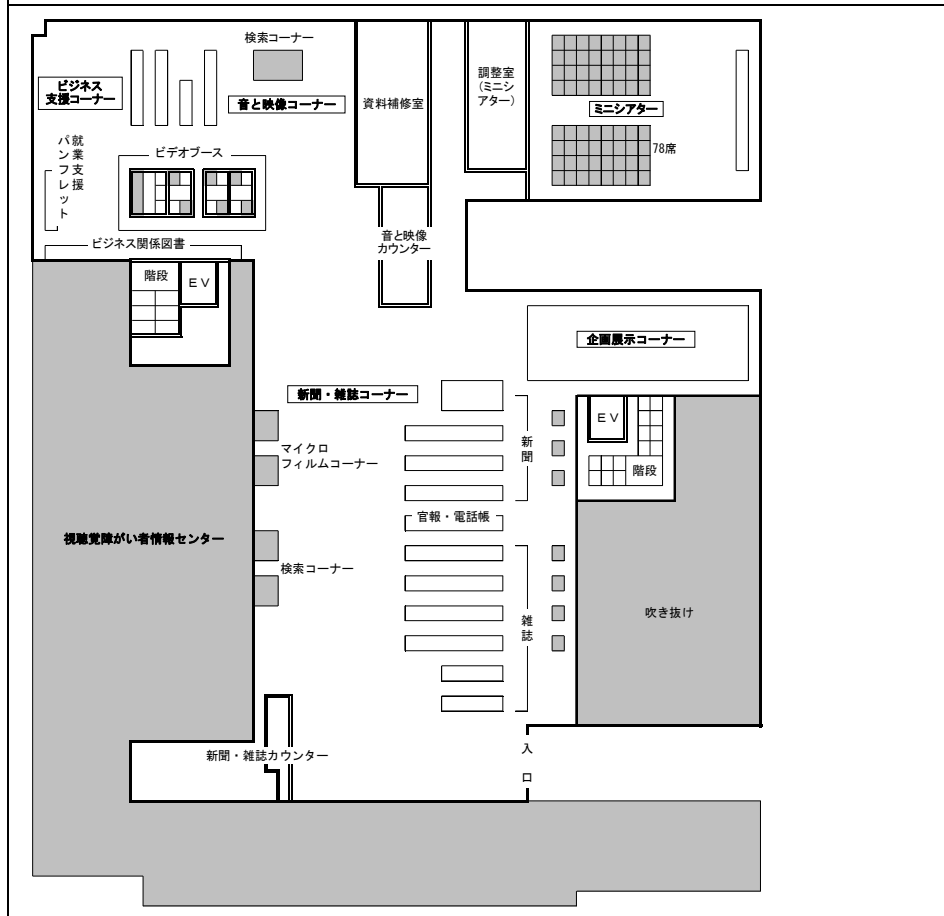 検索コーナー
ビジネス
支援コーナー
音と映像コーナー
資料補修室
調整室
(ミニシ
アター)
ミニシアター
78席
就業支援
パンフレット
ビデオブース
音と映像
カウンター
ビジネス関係図書
階段
ＥＶ
企画展示コーナー
新聞・雑誌コーナー
マイクロ
フィルムコーナー
新聞
ＥＶ
階段
官報・電話帳
視聴覚障がい者情報センター
検索コーナー
雑誌
吹き抜け
新聞・雑誌カウンター
入口